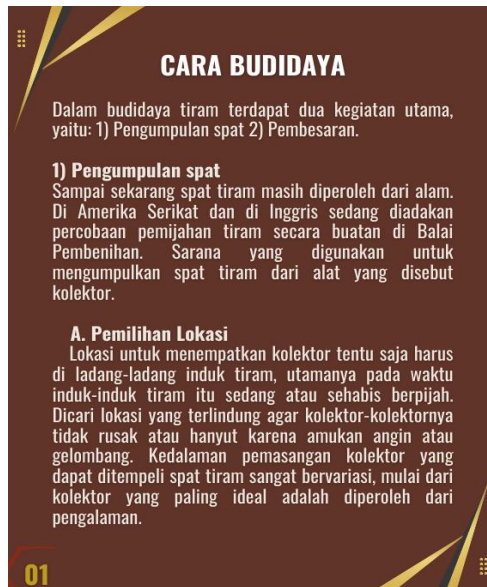 CARA BUDIDAYA
Dalam budidaya tiram terdapat dua kegiatan utama,
yaitu: 1) Pengumpulan spat 2) Pembesaran.
1) Pengumpulan spat
Sampai sekarang spat tiram masih diperoleh dari alam.
Di Amerika Serikat dan di Inggris sedang diadakan
percobaan pemijahan tiram secara buatan di Balai
Pembenihan. Sarana yang digunakan untuk
mengumpulkan spat tiram dari alat yang disebut
kolektor.
A. Pemilihan Lokasi
Lokasi untuk menempatkan kolektor tentu saja harus
di ladang-ladang induk tiram, utamanya pada waktu
induk-induk tiram itu sedang atau sehabis berpijah.
Dicari lokasi yang terlindung agar kolektor-kolektornya
tidak rusak atau hanyut karena amukan angin atau
gelombang. Kedalaman pemasangan kolektor yang
dapat ditempeli spat tiram sangat bervariasi, mulai dari
kolektor yang paling ideal adalah diperoleh dari
pengalaman.
01